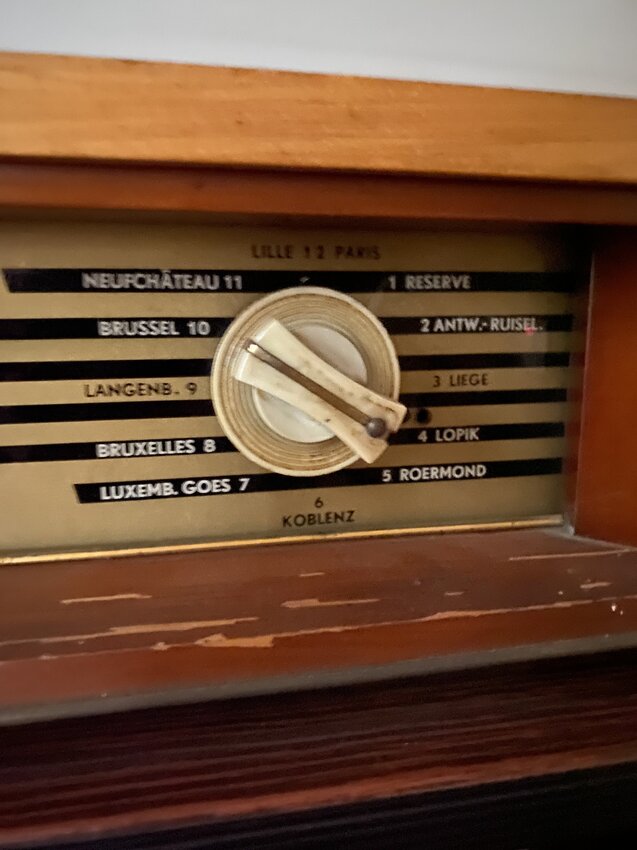 LILLE 12 PARIS
NEUFCHÂTEAU 11
1 RESERVE
BRUSSEL 10
2 ANTW.-RUISEL.
LANGENB. 9
3 LIEGE
BRUXELLES 8
4 LOPIK
LUXEMB. GOES 7
5 ROERMOND
6
KOBLENZ